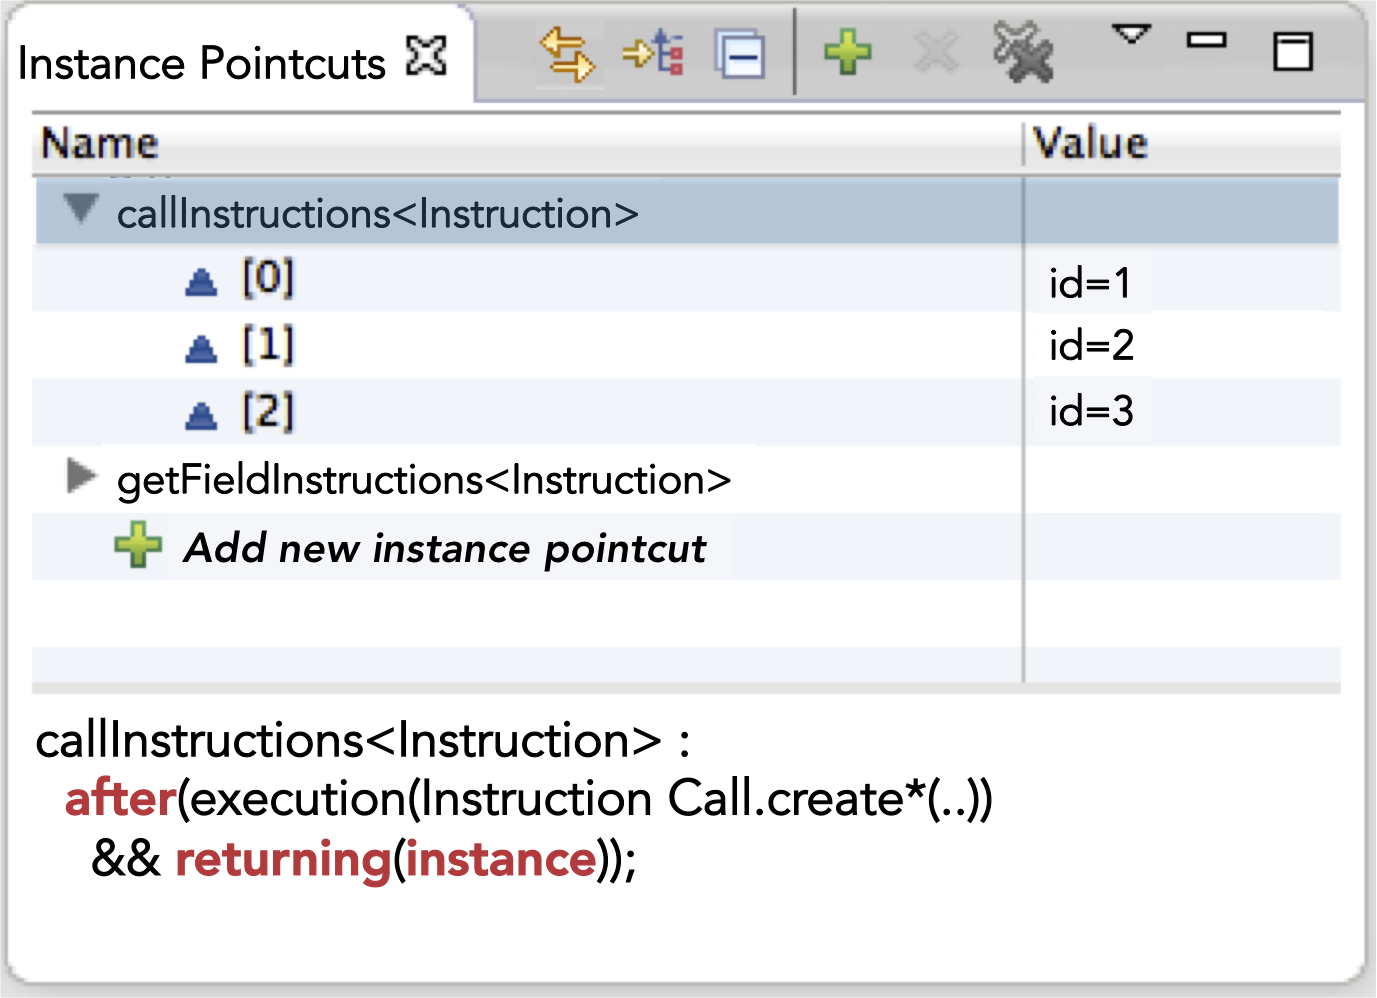 Instance Pointcuts
Name Value
callInstructions<Instruction>
[0] id=1
[1] id=2
[2] id=3
getFieldInstructions<Instruction>
Add new instance pointcut
callInstructions<Instruction> :
after(execution(Instruction Call.create*(..))
&& returning(instance));